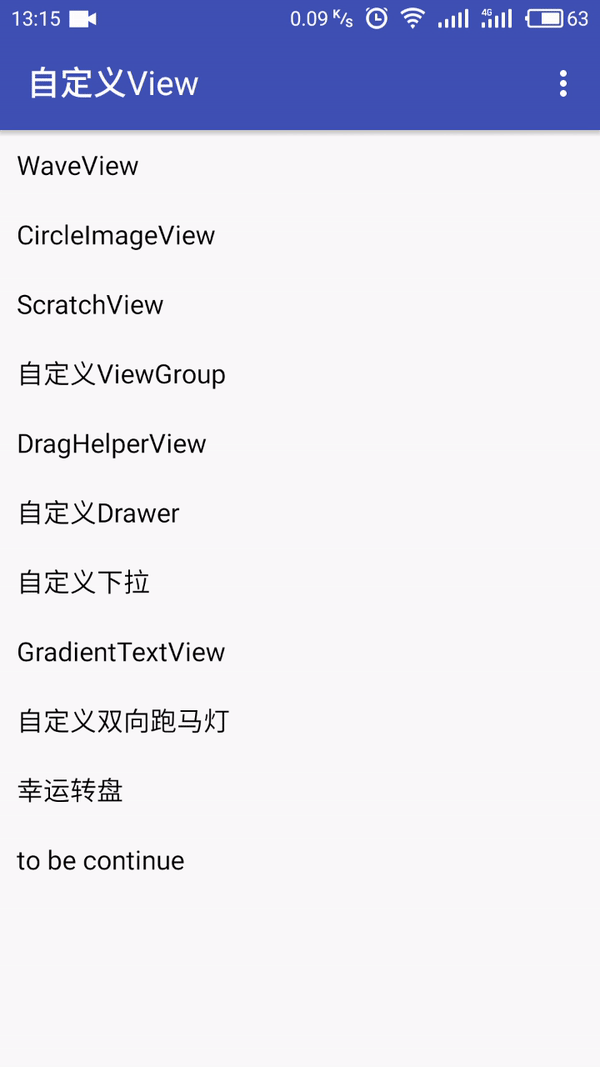 13:15 0.09 K/s 4G 63
自定义View
WaveView
CircleImageView
ScratchView
自定义ViewGroup
DragHelperView
自定义Drawer
自定义下拉
GradientTextView
自定义双向跑马灯
幸运转盘
to be continue